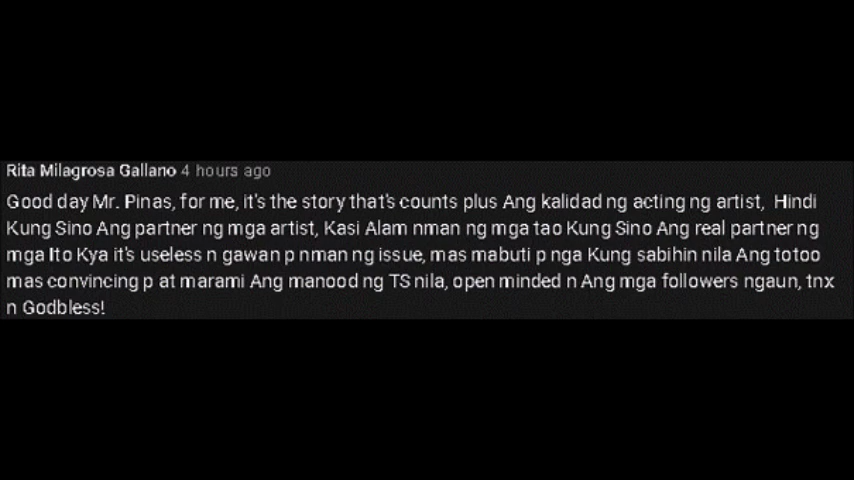 Rita Milagrosa Gallano 4 hours ago
Good day Mr. Pinas, for me, it's the story that's counts plus Ang kalidad ng acting ng artist, Hindi
Kung Sino Ang partner ng mga artist, Kasi Alam nman ng mga tao Kung Sino Ang real partner ng
mga Ito Kya it's useless n gawan p nman ng issue, mas mabuti p nga Kung sabihin nila Ang totoo
mas convincing p at marami Ang manood ng TS nila, open minded n Ang mga followers ngaun, tnx
n Godbless!